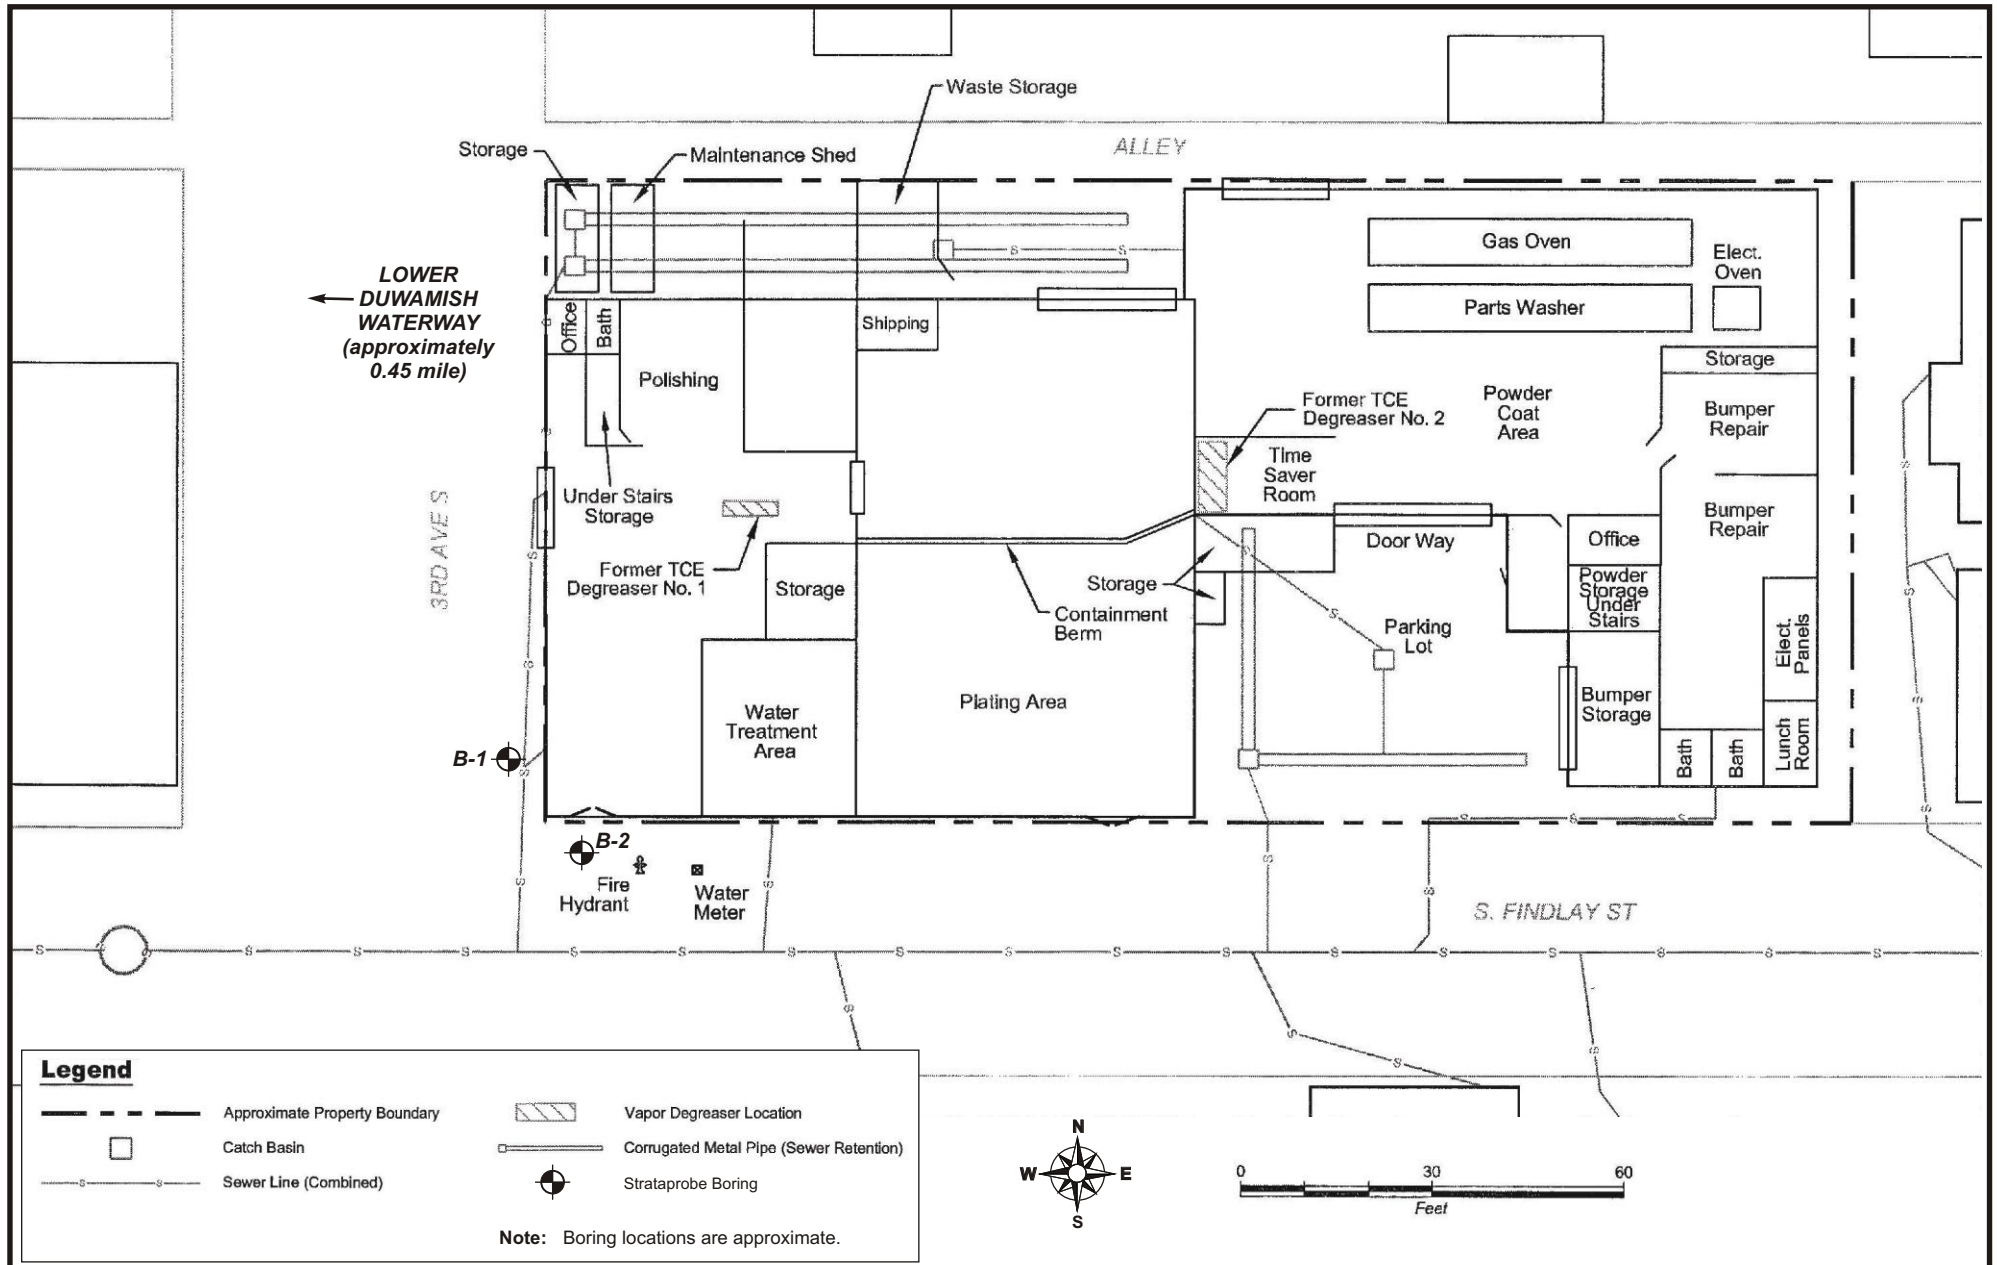 Waste Storage
ALLEY
Storage
Maintenance Shed
LOWER
DUWAMISH
WATERWAY
(approximately
0.45 mile)
Gas Oven
Elect.
Oven
Parts Washer
Office
Bath
Shipping
Polishing
Storage
Powder
Coat
Area
Bumper
Repair
Former TCE
Degreaser No. 2
Time
Saver
Room
Under Stairs
Storage
3RD AVE S
Bumper
Repair
Door Way
Office
Former TCE
Degreaser No. 1
Storage
Storage
Containment
Berm
Powder
Storage
Under
Stairs
Parking
Lot
Elect.
Panels
Plating Area
Water
Treatment
Area
Bumper
Storage
Bath
Bath
Lunch
Room
B-1
B-2
Fire
Hydrant
Water
Meter
S. FINDLAY ST
S S S S S S S S S S S S S S S S S
Legend
Approximate Property Boundary
Vapor Degreaser Location
Catch Basin
Corrugated Metal Pipe (Sewer Retention)
Sewer Line (Combined)
Strataprobe Boring
Note: Boring locations are approximate.
N
W E
S
0 30 60
Feet